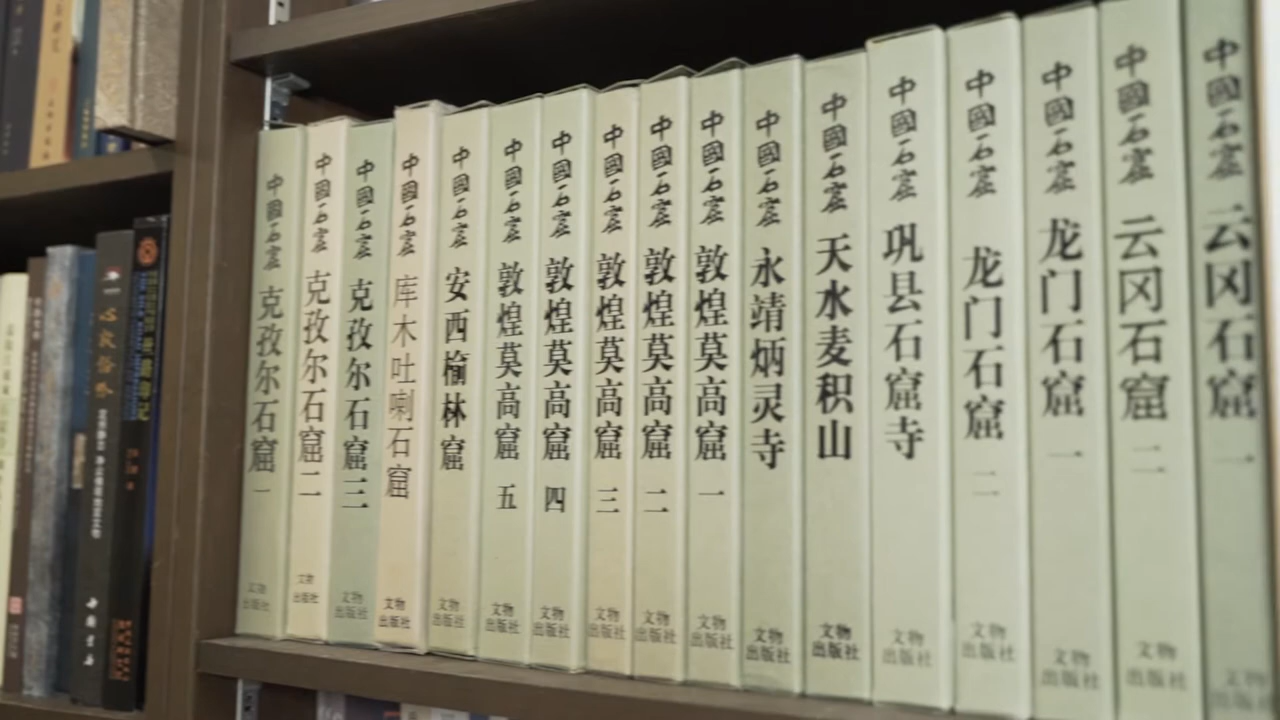 中國石窟 克孜尔石窟 一 文物出版社
中國石窟 克孜尔石窟 二 文物出版社
中國石窟 克孜尔石窟 三 文物出版社
中國石窟 库木吐喇石窟 文物出版社
中國石窟 安西榆林窟 文物出版社
中國石窟 敦煌莫高窟 五 文物出版社
中國石窟 敦煌莫高窟 四 文物出版社
中國石窟 敦煌莫高窟 三 文物出版社
中國石窟 敦煌莫高窟 二 文物出版社
中國石窟 敦煌莫高窟 一 文物出版社
中國石窟 永靖炳灵寺 文物出版社
中國石窟 天水麦积山 文物出版社
中國石窟 巩县石窟寺 文物出版社
中國石窟 龙门石窟 二 文物出版社
中國石窟 龙门石窟 一 文物出版社
中國石窟 云冈石窟 二 文物出版社
中國石窟 云冈石窟 一 文物出版社
中华书局